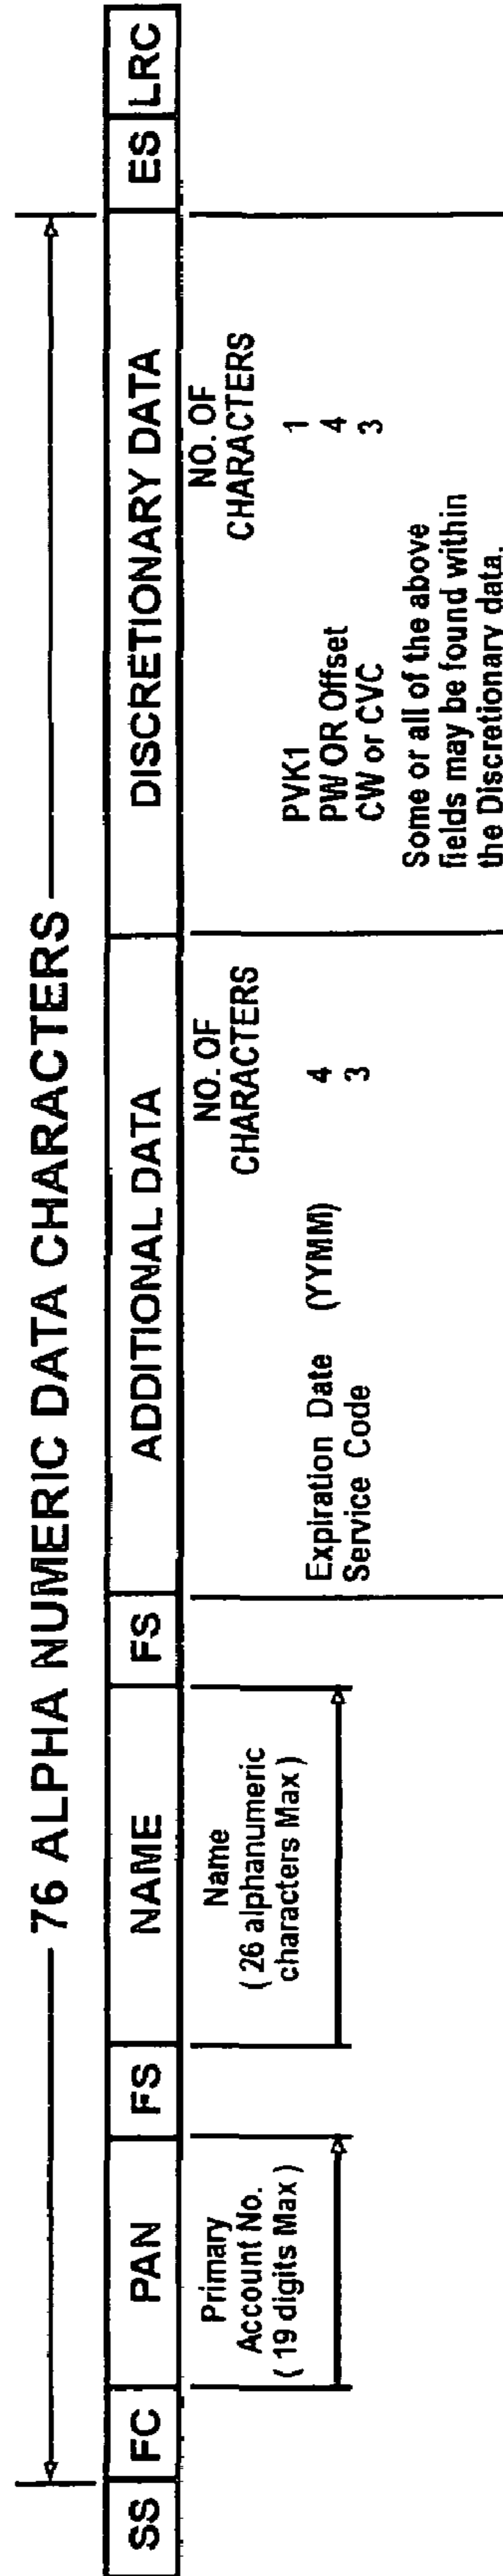 76 ALPHA NUMERIC DATA CHARACTERS
SS FC PAN FS NAME FS ADDITIONAL DATA DISCRETIONARY DATA ES LRC
Primary
Account No.
( 19 digits Max )
Name
( 26 alphanumeric
characters Max )
NO. OF
CHARACTERS
Expiration Date (YYMM) 4
Service Code 3
NO. OF
CHARACTERS
PVK1 1
PW OR Offset 4
CW or CVC 3
Some or all of the above
fields may be found within
the Discretionary data.